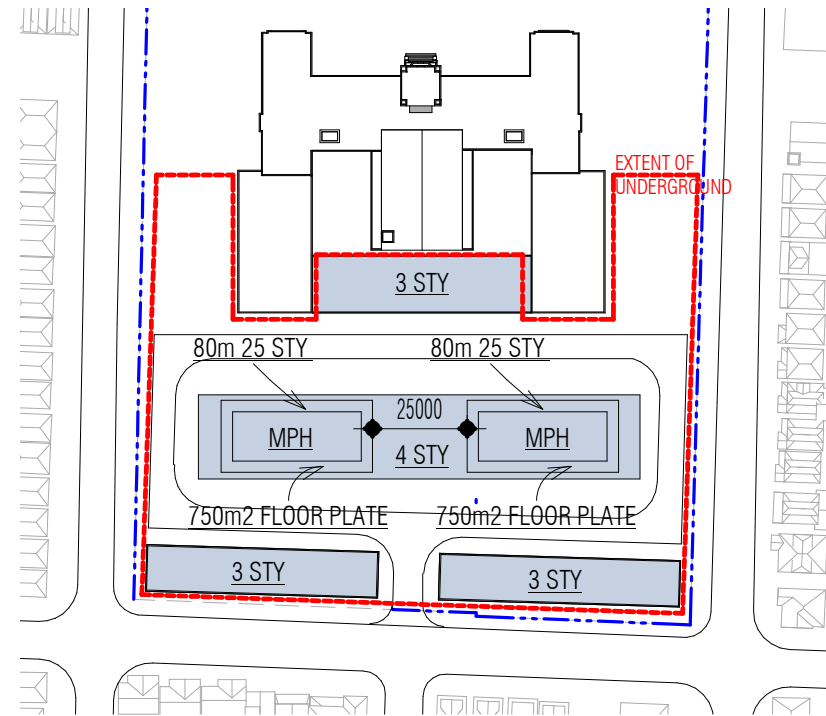 EXTENT OF
UNDERGROUND
3 STY
80m 25 STY
80m 25 STY
25000
MPH
MPH
4 STY
750m2 FLOOR PLATE
750m2 FLOOR PLATE
3 STY
3 STY